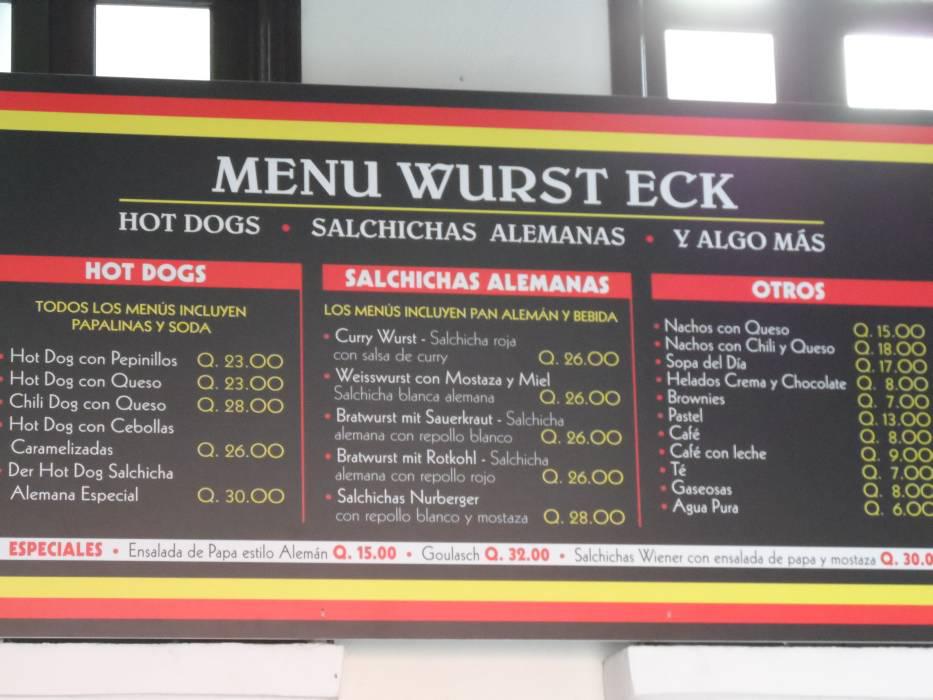 MENU WURST ECK
HOT DOGS • SALCHICHAS ALEMANAS • Y ALGO MÁS
HOT DOGS
TODOS LOS MENÚS INCLUYEN
PAPALINAS Y SODA
• Hot Dog con Pepinillos Q. 23.00
• Hot Dog con Queso Q. 23.00
• Chili Dog con Queso Q. 28.00
• Hot Dog con Cebollas
Caramelizadas Q. 26.00
• Der Hot Dog Salchicha
Alemana Especial Q. 30.00
SALCHICHAS ALEMANAS
LOS MENÚS INCLUYEN PAN ALEMÁN Y BEBIDA
• Curry Wurst - Salchicha roja
con salsa de curry Q. 26.00
• Weisswurst con Mostaza y Miel
Salchicha blanca alemana Q. 26.00
• Bratwurst mit Sauerkraut - Salchicha
alemana con repollo blanco Q. 26.00
• Bratwurst mit Rotkohl - Salchicha
alemana con repollo rojo Q. 26.00
• Salchichas Nurberger
con repollo blanco y mostaza Q. 28.00
OTROS
• Nachos con Queso Q. 15.00
• Nachos con Chili y Queso Q. 18.00
• Sopa del Día Q. 17.00
• Helados Crema y Chocolate Q. 8.00
• Brownies Q. 7.00
• Pastel Q. 13.00
• Café Q. 8.00
• Café con leche Q. 9.00
• Té Q. 7.00
• Gaseosas Q. 8.00
• Agua Pura Q. 6.00
ESPECIALES • Ensalada de Papa estilo Alemán Q. 15.00 • Goulasch Q. 32.00 • Salchichas Wiener con ensalada de papa y mostaza Q. 30.0